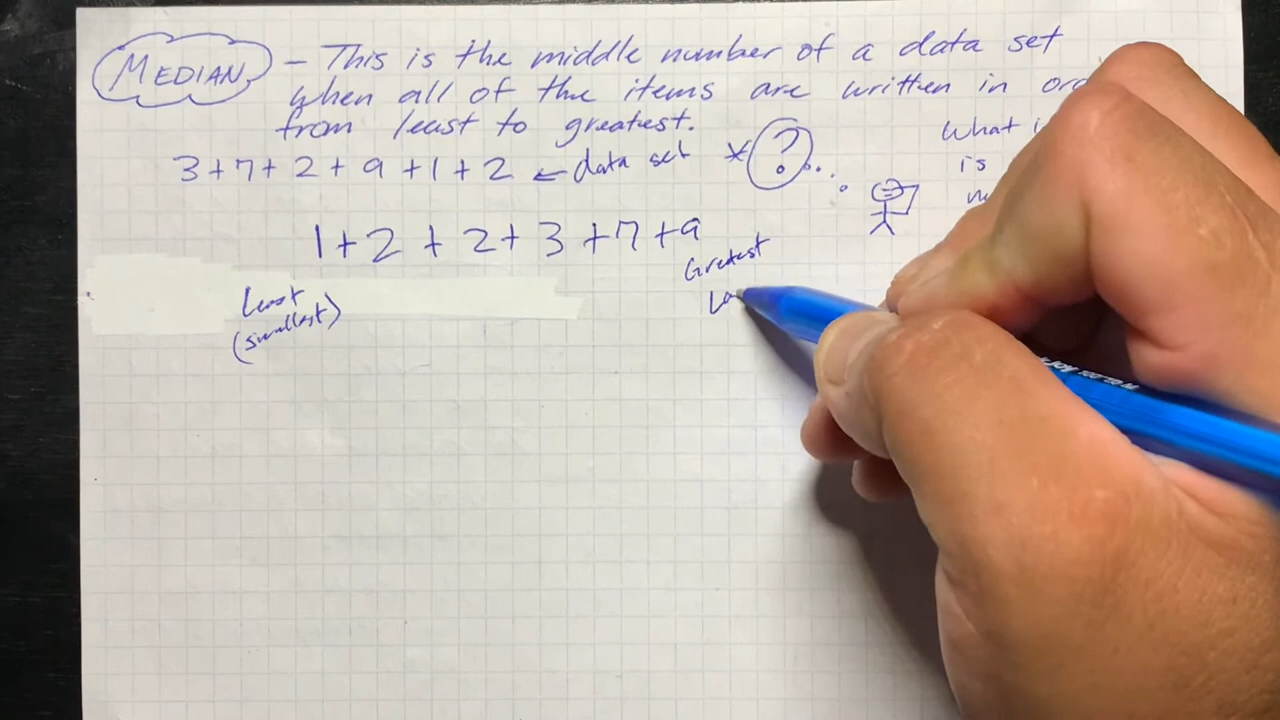 MEDIAN - This is the middle number of a data set
when all of the items are written in
from least to greatest.
What
is
3+7+2+9+1+2 ← data set *?...
1+2+2+3+7+9
Greatest
Least
(smallest)